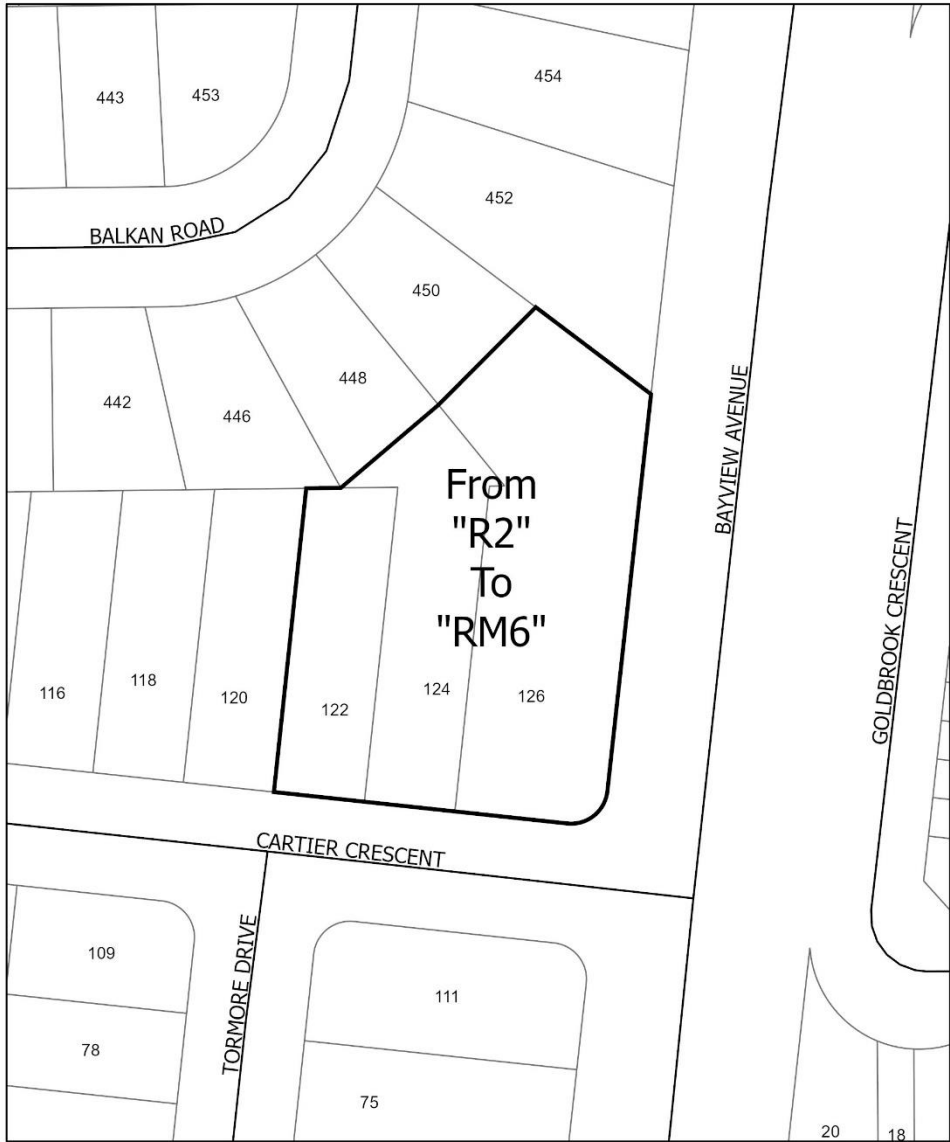 443
453
454
452
BALKAN ROAD
450
448
442
446
BAYVIEW AVENUE
From
"R2"
To
"RM6"
GOLDBROOK CRESCENT
116
118
120
122
124
126
CARTIER CRESCENT
TORMORE DRIVE
109
111
78
75
20
18